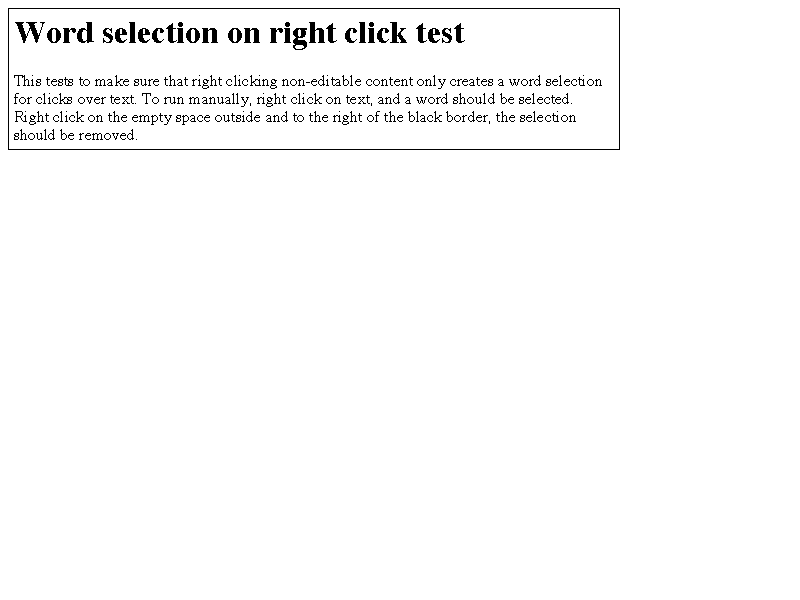 Word selection on right click test
This tests to make sure that right clicking non-editable content only creates a word selection
for clicks over text. To run manually, right click on text, and a word should be selected.
Right click on the empty space outside and to the right of the black border, the selection
should be removed.